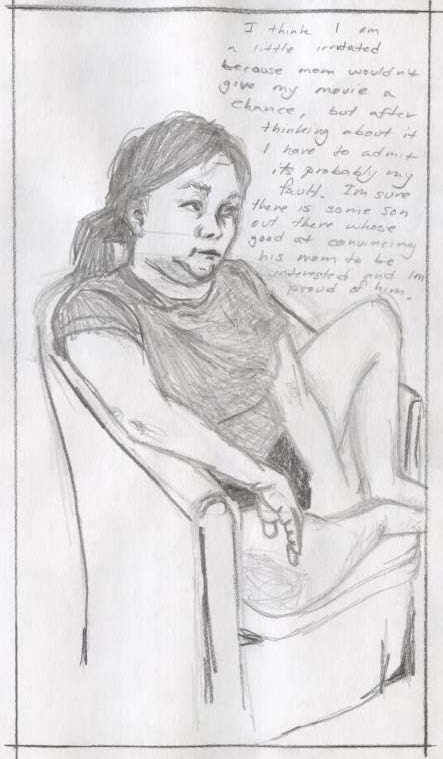 I think I am
a little irritated
because mom wouldn't
give my movie a
chance, but after
thinking about it
I have to admit
its probably my
fault. Im sure
there is some son
out there whose
good at convincing
his mom to be
interested and im
proud of him.